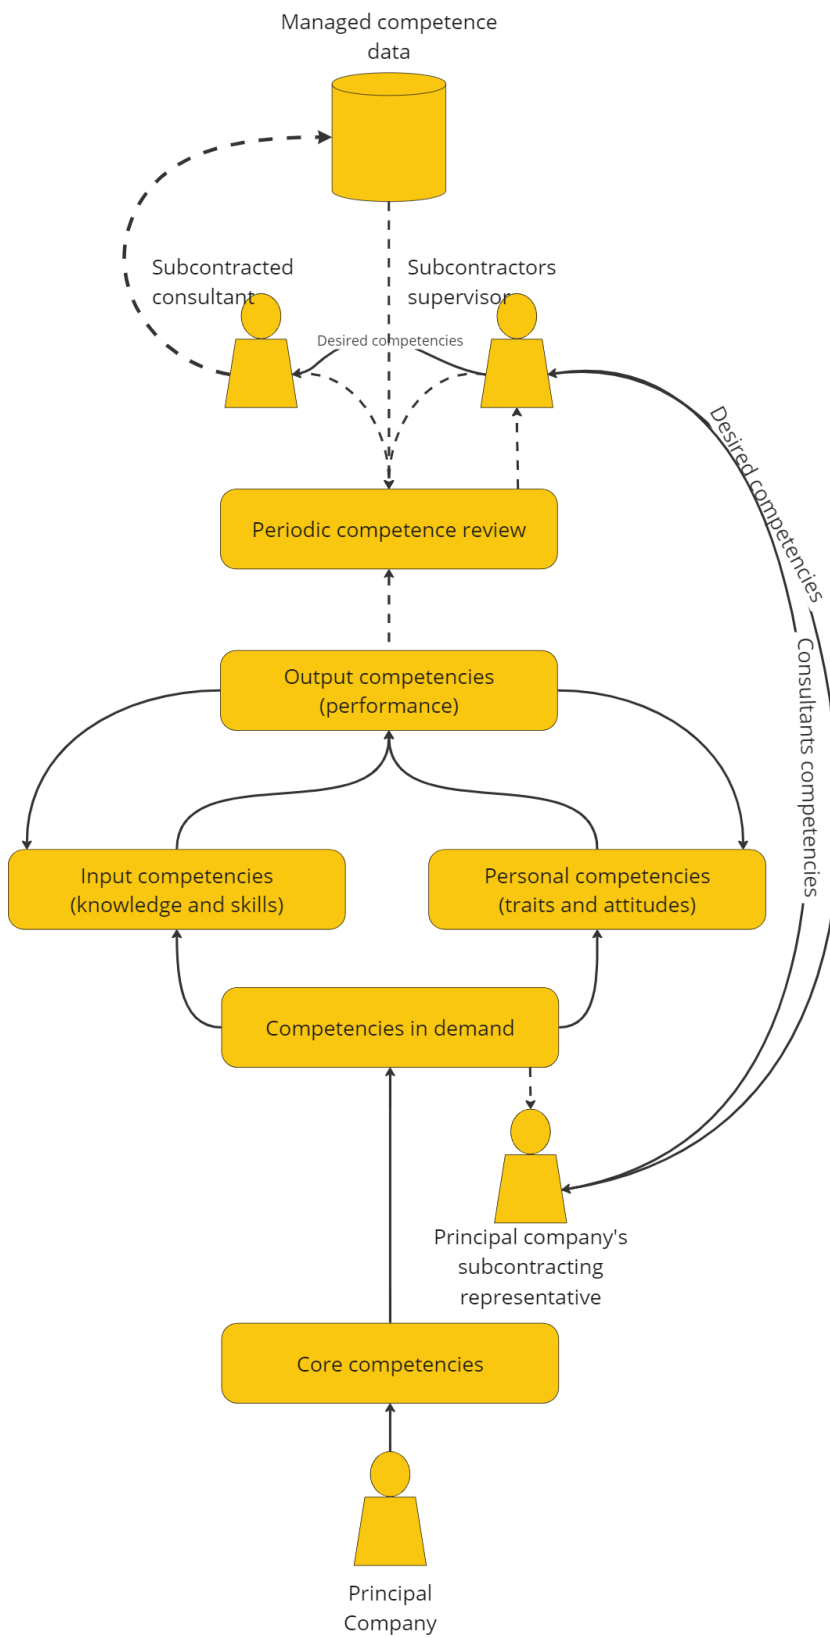 Managed competence
data
Subcontracted
consultant
Subcontractors
supervisor
Desired competencies
Desired competencies
Periodic competence review
Output competencies
(performance)
Consultants competencies
Input competencies
(knowledge and skills)
Personal competencies
(traits and attitudes)
Competencies in demand
Principal company's
subcontracting
representative
Core competencies
Principal
Company